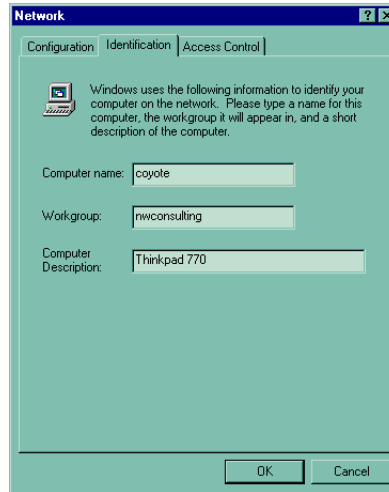 Network
Configuration Identification Access Control
Windows uses the following information to identify your
computer on the network. Please type a name for this
computer, the workgroup it will appear in, and a short
description of the computer.
Computer name: coyote
Workgroup: nwconsulting
Computer
Description: Thinkpad 770
OK Cancel